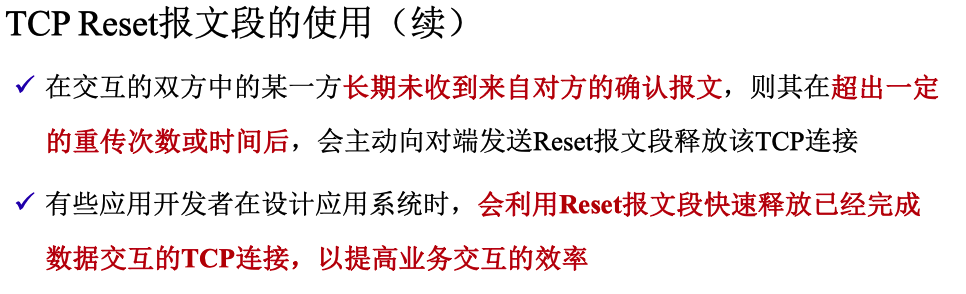 TCP Reset报文段的使用（续）
✓ 在交互的双方中的某一方长期未收到来自对方的确认报文，则其在超出一定
的重传次数或时间后，会主动向对端发送Reset报文段释放该TCP连接
✓ 有些应用开发者在设计应用系统时，会利用Reset报文段快速释放已经完成
数据交互的TCP连接，以提高业务交互的效率